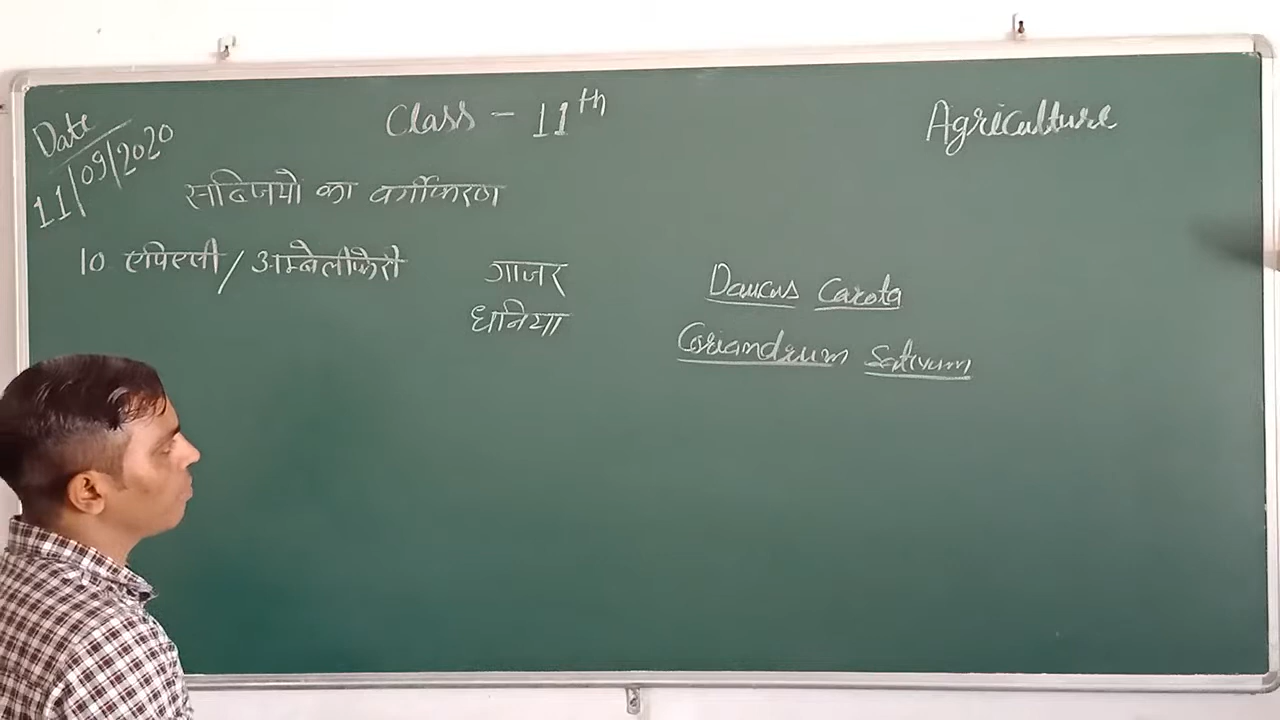 Date
11/09/2020
Class - 11th
Agriculture
सब्जियो का वर्गीकरण
10 एपिएसी/अम्बेलीफेरी
गाजर
Daucus Carota
धनिया
Coriandrum Sativum